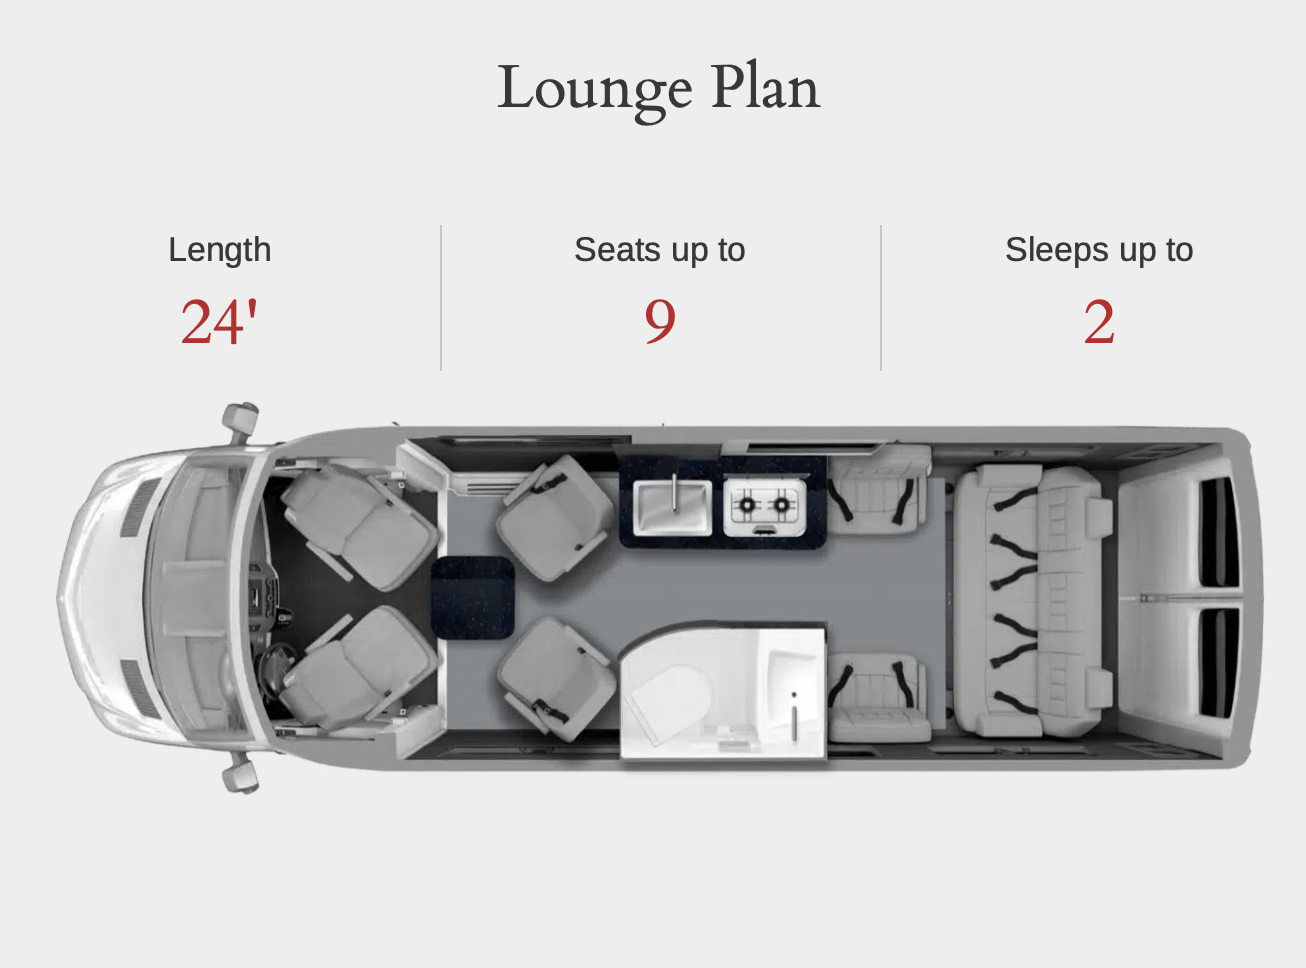 Lounge Plan
Length
Seats up to
Sleeps up to
24'
9
2